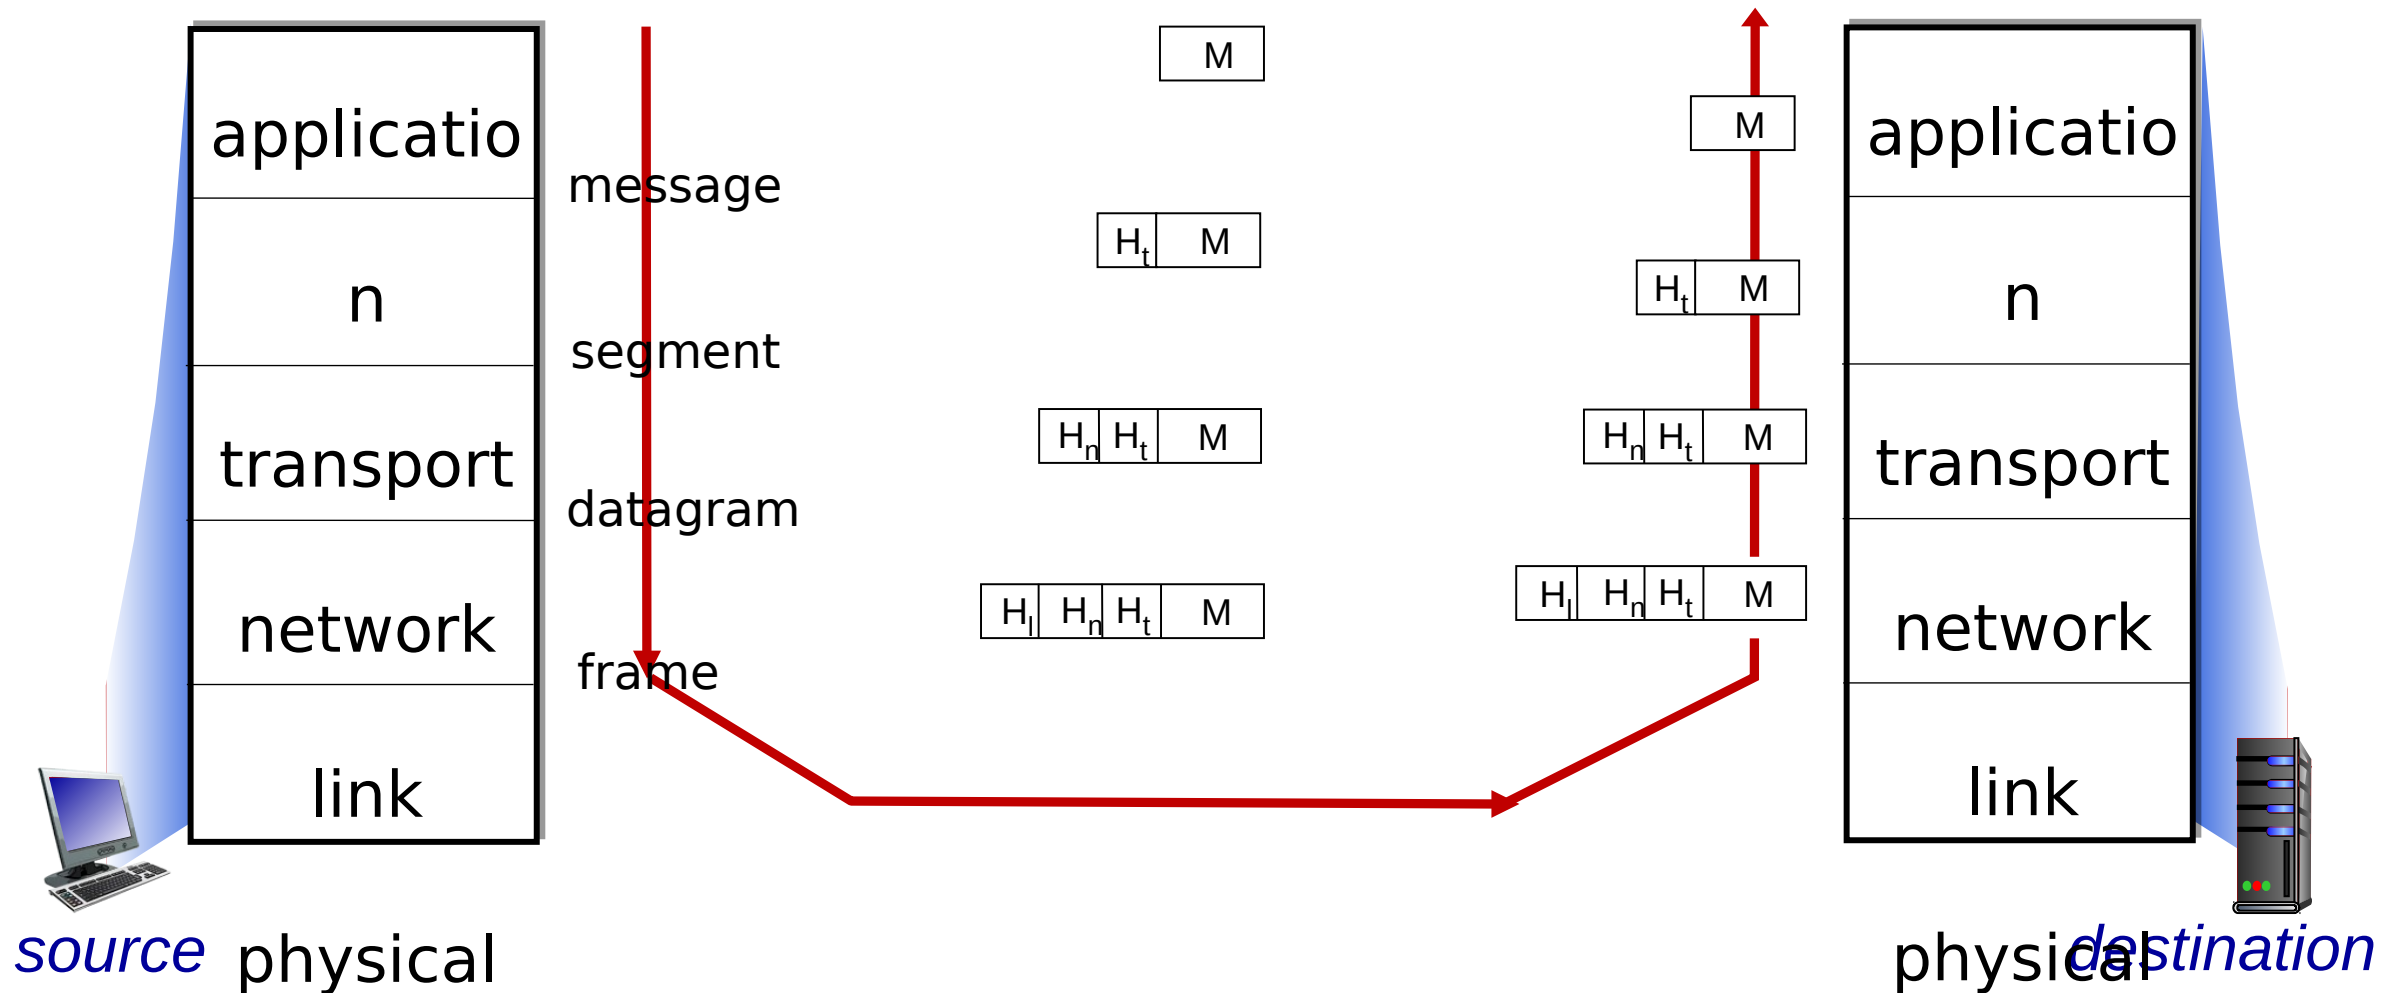 applicatio
n
transport
network
link
physical
source
message
segment
datagram
frame
M
Ht M
Hn Ht M
Hl Hn Ht M
M
Ht M
Hn Ht M
Hl Hn Ht M
applicatio
n
transport
network
link
physical
destination